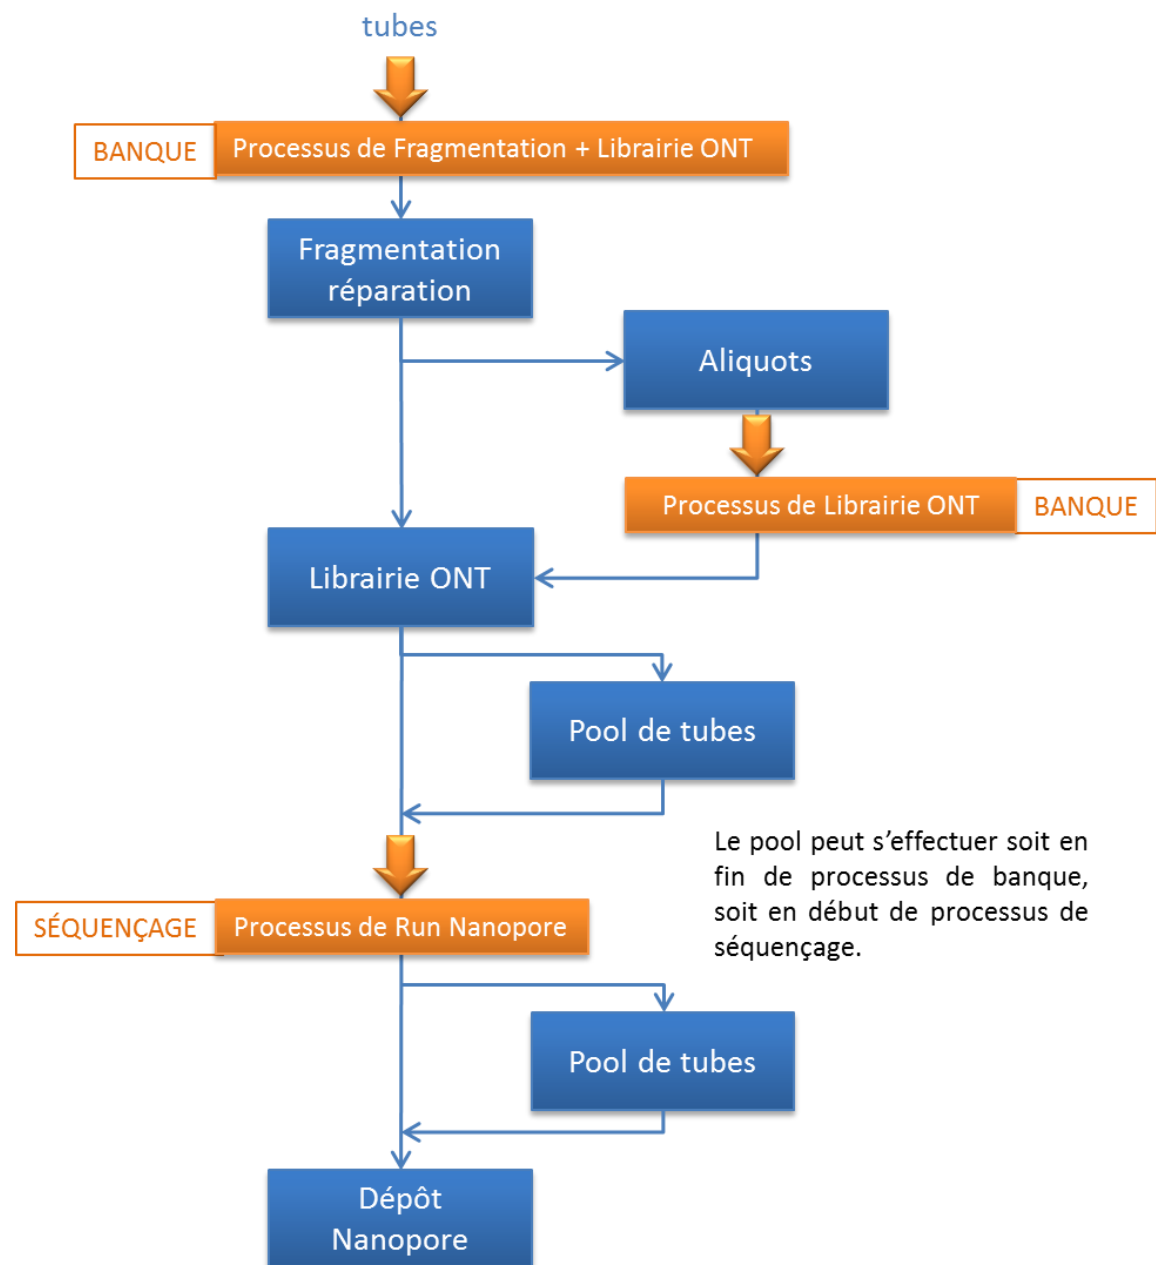 tubes
BANQUE
Processus de Fragmentation + Librairie ONT
Fragmentation
réparation
Aliquots
Processus de Librairie ONT
BANQUE
Librairie ONT
Pool de tubes
Le pool peut s’effectuer soit en
fin de processus de banque,
soit en début de processus de
séquençage.
SÉQUENÇAGE
Processus de Run Nanopore
Pool de tubes
Dépôt
Nanopore